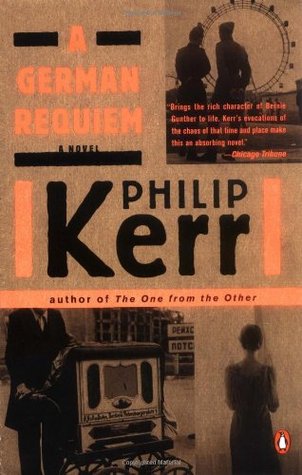 A
GERMAN
REQUIEM
A NOVEL
"Brings the rich character of Bernie
Gunther to life. Kerr's evocations of
the chaos of that time and place make
this an absorbing novel."
—Chicago Tribune
PHILIP
Kerr
author of The One from the Other